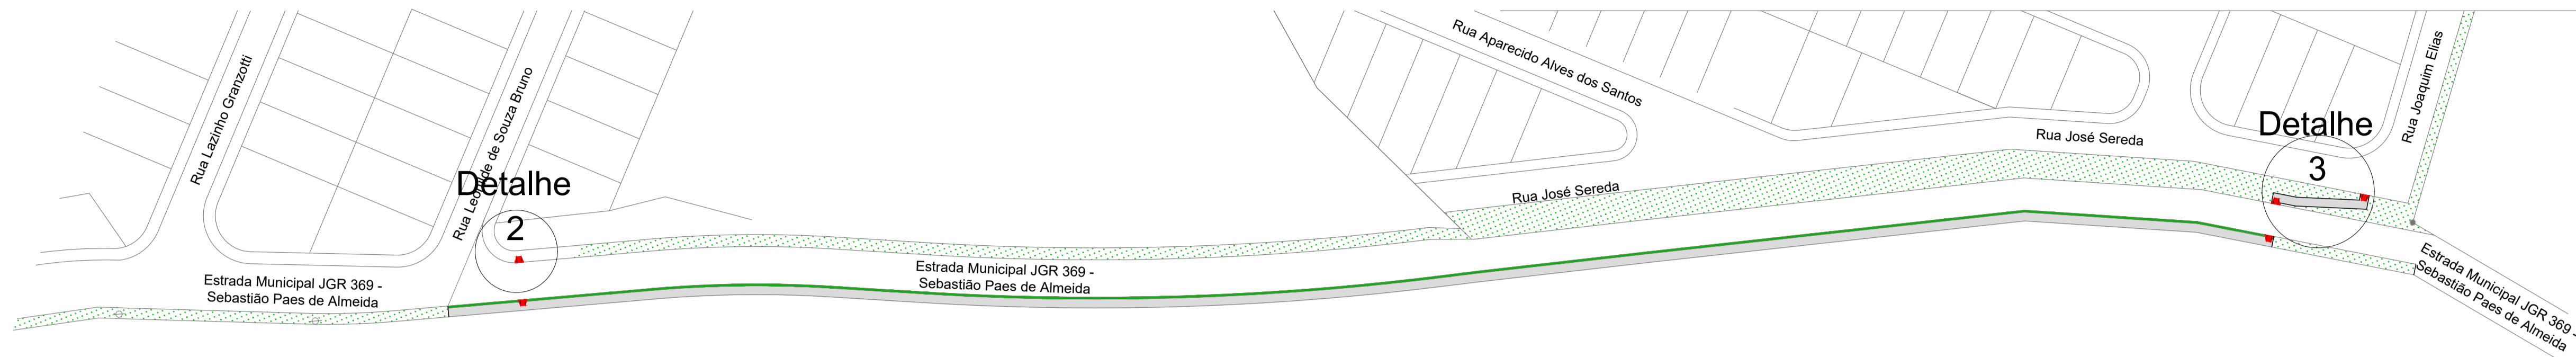 Rua Lazinho Granzotti
Rua Leonilde de Souza Bruno
Detalhe
2
Estrada Municipal JGR 369 -
Sebastião Paes de Almeida
Estrada Municipal JGR 369 -
Sebastião Paes de Almeida
Rua Aparecido Alves dos Santos
Rua José Sereda
Rua José Sereda
Detalhe
3
Rua Joaquim Elias
Estrada Municipal JGR 369 -
Sebastião Paes de Almeida